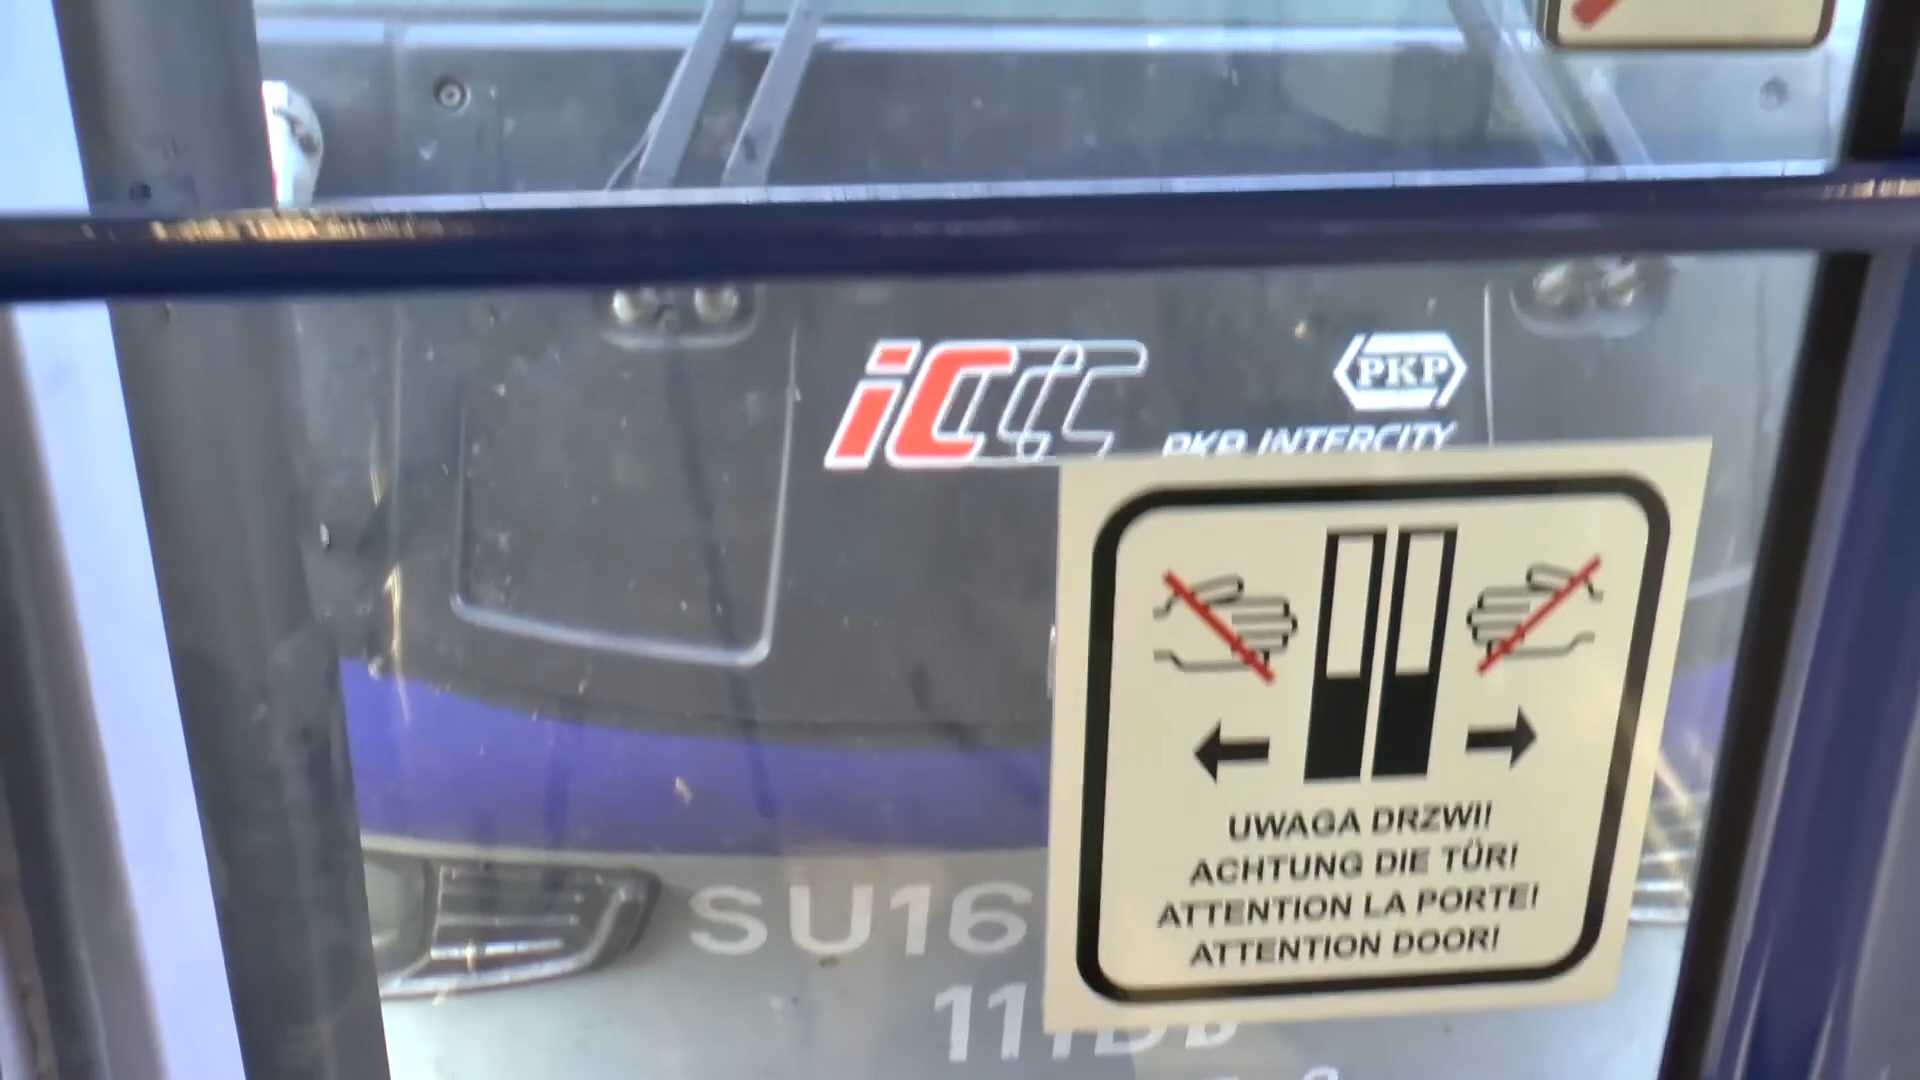 iC
PKP
PKP INTERCITY
UWAGA DRZWI!
ACHTUNG DIE TÜR!
ATTENTION LA PORTE!
ATTENTION DOOR!
SU16